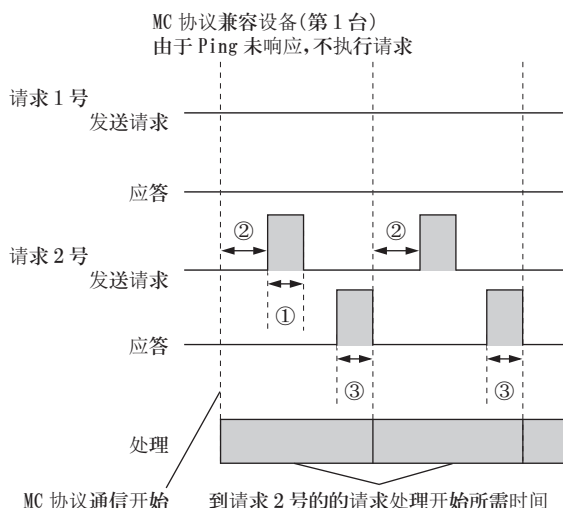 MC 协议兼容设备(第1台)
由于 Ping 未响应,不执行请求
请求1号
发送请求
应答
②
②
请求2号
发送请求
①
应答
③
③
处理
MC 协议通信开始
到请求2号的的请求处理开始所需时间